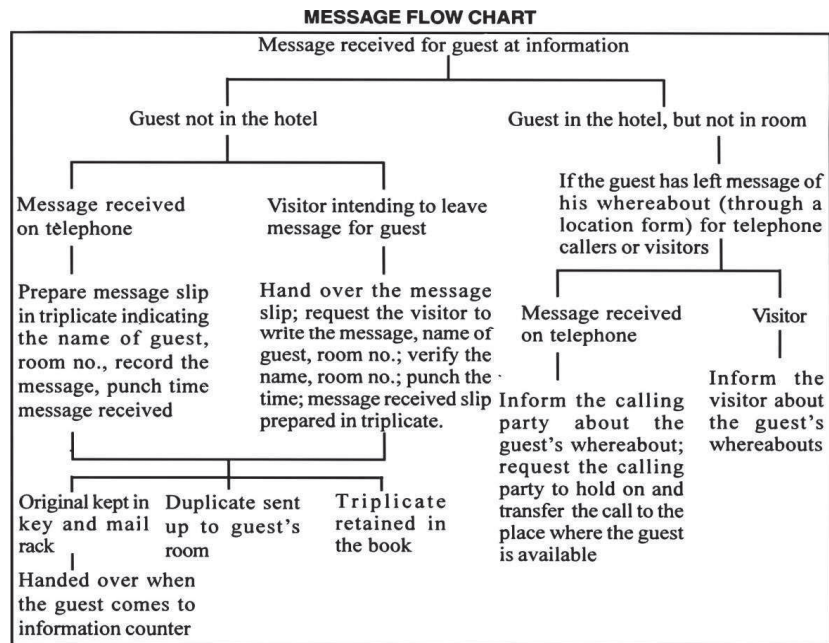 MESSAGE FLOW CHART
Message received for guest at information
Guest not in the hotel
Guest in the hotel, but not in room
Message received
on telephone
Visitor intending to leave
message for guest
If the guest has left message of
his whereabout (through a
location form) for telephone
callers or visitors
Prepare message slip
in triplicate indicating
the name of guest,
room no., record the
message, punch time
message received
Hand over the message
slip; request the visitor to
write the message, name of
guest, room no.; verify the
name, room no.; punch the
time; message received slip
prepared in triplicate.
Message received
on telephone
Visitor
Inform the calling
party about the
guest's whereabout;
request the calling
party to hold on and
transfer the call to the
place where the guest
is available
Inform the
visitor about
the guest's
whereabouts
Original kept in
key and mail
rack
Duplicate sent
up to guest's
room
Triplicate
retained in
the book
Handed over when
the guest comes to
information counter